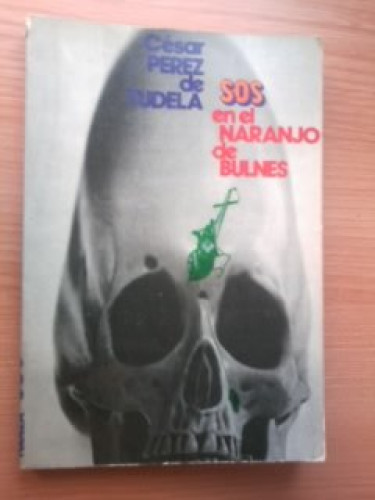 César
PEREZ
de
TUDELA
SOS
en el
NARANJO
de
BULNES